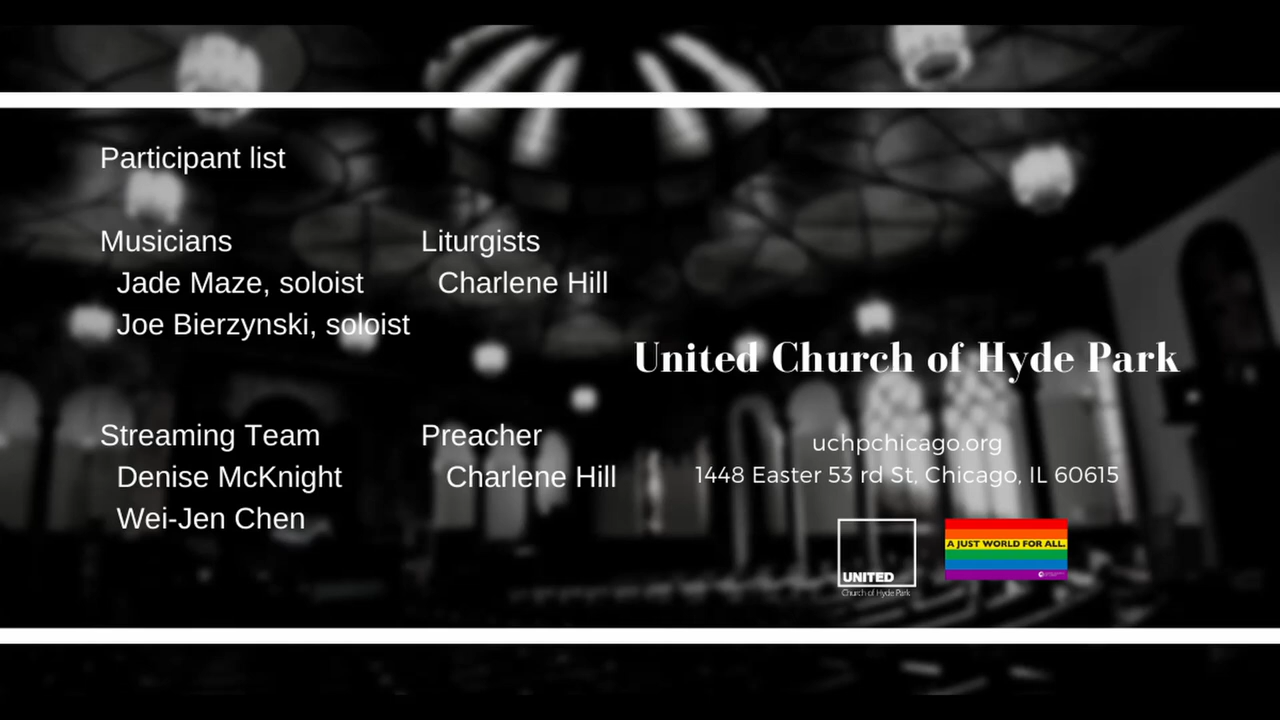 Participant list
Musicians
Jade Maze, soloist
Joe Bierzynski, soloist
Liturgists
Charlene Hill
Streaming Team
Denise McKnight
Wei-Jen Chen
Preacher
Charlene Hill
United Church of Hyde Park
uchpchicago.org
1448 Easter 53 rd St, Chicago, IL 60615
UNITED
Church of Hyde Park
A JUST WORLD FOR ALL.